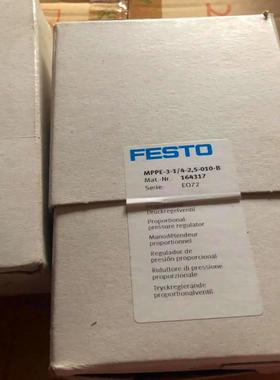 FESTO
MPPE-3-1/4-2,5-010-B
Mat.-Nr.: 164317
Serie: E072
Druckregelventil
Proportional-
pressure regulator
Manodétendeur
proportionnel
Regulador de
presión proporcional
Riduttore di pressione
proporzionale
Tryckreglerande
proportionalventil